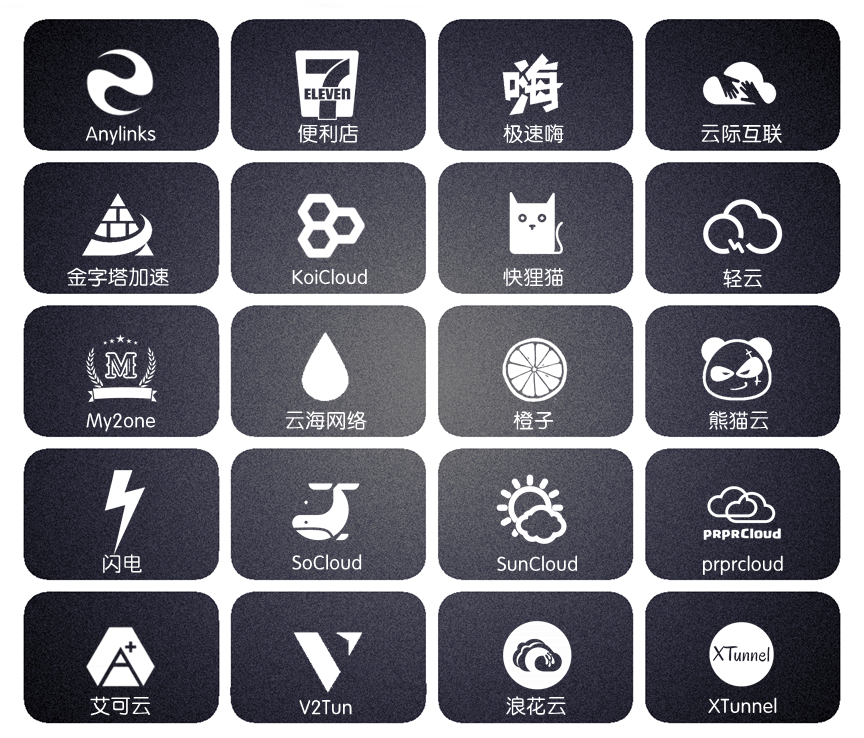 Anylinks
7
ELEVEn
便利店
嗨
极速嗨
云际互联
金字塔加速
KoiCloud
快狸猫
轻云
M
My2one
云海网络
橙子
熊猫云
闪电
SoCloud
SunCloud
PRPRCloud
prprcloud
A+
艾可云
V2Tun
浪花云
XTunnel
XTunnel